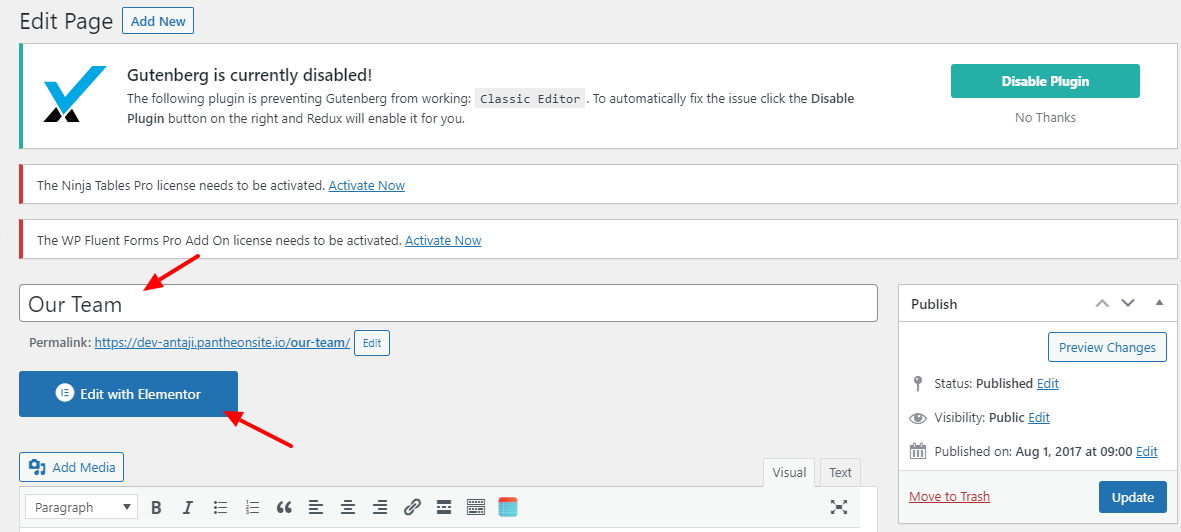 Edit Page Add New
Gutenberg is currently disabled!
The following plugin is preventing Gutenberg from working: Classic Editor . To automatically fix the issue click the Disable
Plugin button on the right and Redux will enable it for you.
Disable Plugin
No Thanks
The Ninja Tables Pro license needs to be activated. Activate Now
The WP Fluent Forms Pro Add On license needs to be activated. Activate Now
Our Team
Permalink: https://dev-antaji.pantheonsite.io/our-team/ Edit
Edit with Elementor
Add Media
Visual Text
Paragraph
Publish
Preview Changes
Status: Published Edit
Visibility: Public Edit
Published on: Aug 1, 2017 at 09:00 Edit
Move to Trash Update